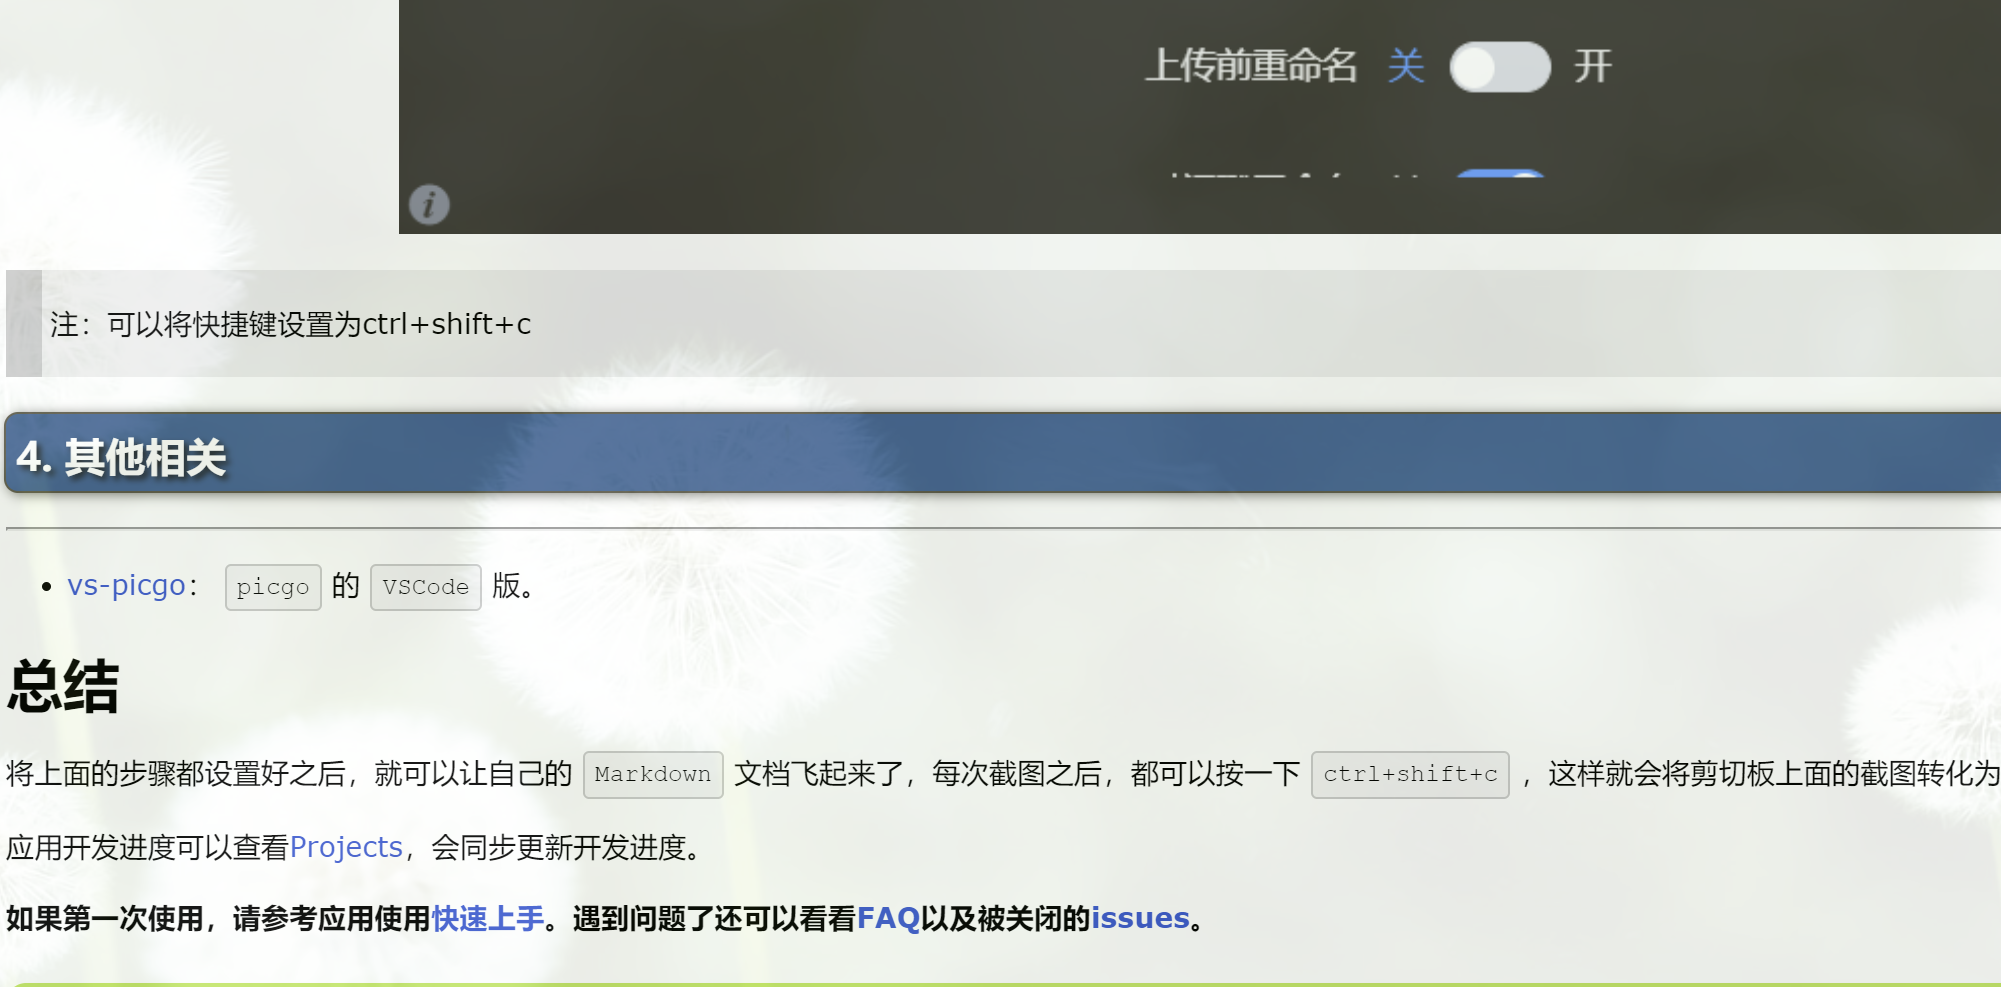 上传前重命名 关 开
注：可以将快捷键设置为ctrl+shift+c
4. 其他相关
vs-picgo： picgo 的 VSCode 版。
总结
将上面的步骤都设置好之后，就可以让自己的 Markdown 文档飞起来了，每次截图之后，都可以按一下 ctrl+shift+c ，这样就会将剪切板上面的截图转化为
应用开发进度可以查看Projects，会同步更新开发进度。
如果第一次使用，请参考应用使用快速上手。遇到问题了还可以看看FAQ以及被关闭的issues。